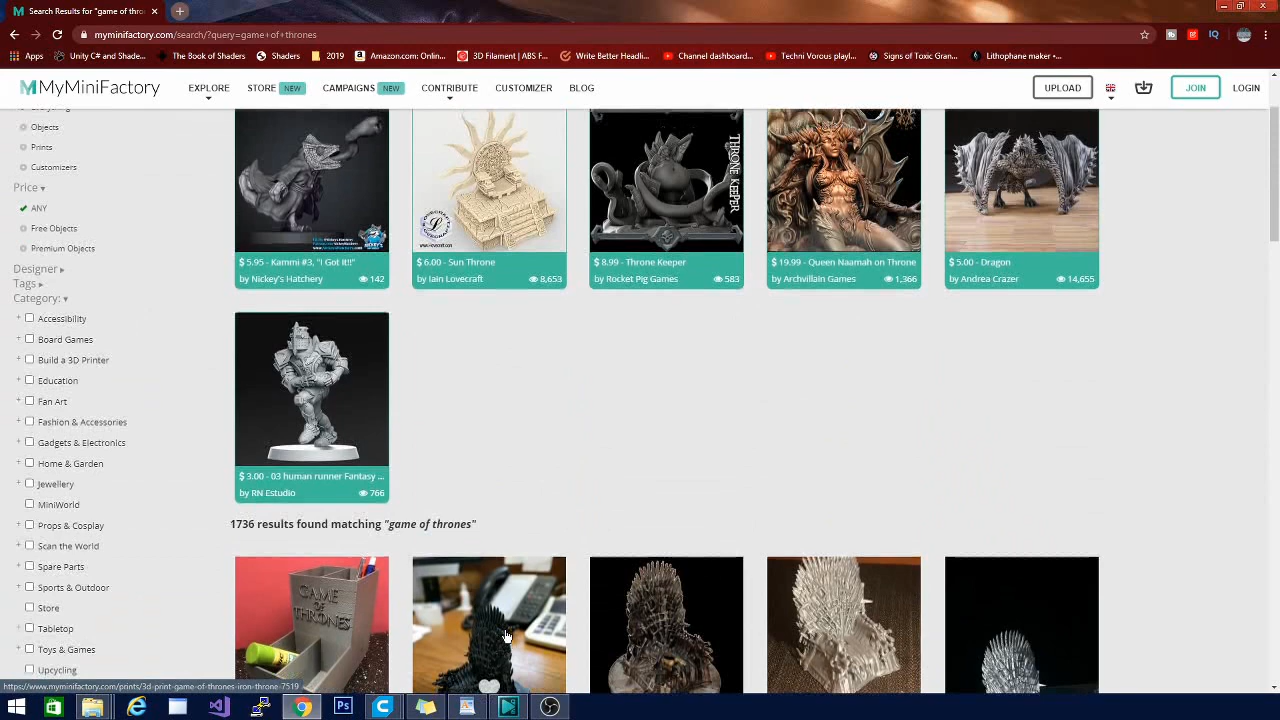 Search Results for "game of thrones"
myminifactory.com/search/?query=game+of+thrones
Apps
Unity C# and Shade...
The Book of Shaders
Shaders
2019
Amazon.com: Onlin...
3D Filament | ABS F...
Write Better Headli...
Channel dashboard...
Techni Vorous playl...
Signs of Toxic Gran...
Lithophane maker •...
MyMiniFactory
EXPLORE
STORE NEW
CAMPAIGNS NEW
CONTRIBUTE
CUSTOMIZER
BLOG
UPLOAD
JOIN
LOGIN
Objects
Prints
Customizers
Price
ANY
Free Objects
Premium Objects
Designer
Tags
Category:
Accessibility
Board Games
Build a 3D Printer
Education
Fan Art
Fashion & Accessories
Gadgets & Electronics
Home & Garden
Jewellery
MiniWorld
Props & Cosplay
Scan the World
Spare Parts
Sports & Outdoor
Store
Tabletop
Toys & Games
Upcycling
$ 5.95 - Kammi #3, "I Got It!!"
by Nickey's Hatchery 142
$ 6.00 - Sun Throne
by Iain Lovecraft 8,653
THRONE KEEPER
$ 8.99 - Throne Keeper
by Rocket Pig Games 583
$ 19.99 - Queen Naamah on Throne
by Archvillain Games 1,366
$ 5.00 - Dragon
by Andrea Crazer 14,655
$ 3.00 - 03 human runner Fantasy ...
by RN Estudio 766
1736 results found matching "game of thrones"
GAME
OF
THRONES
https://www.myminifactory.com/prints/3d-print-game-of-thrones-iron-throne-7519